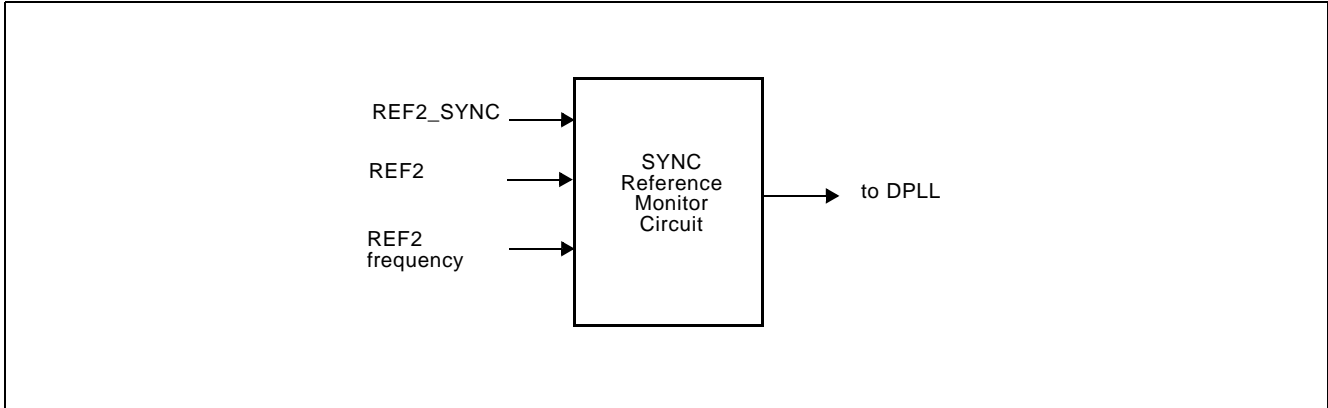 REF2_SYNC
REF2
REF2
frequency
SYNC
Reference
Monitor
Circuit
to DPLL